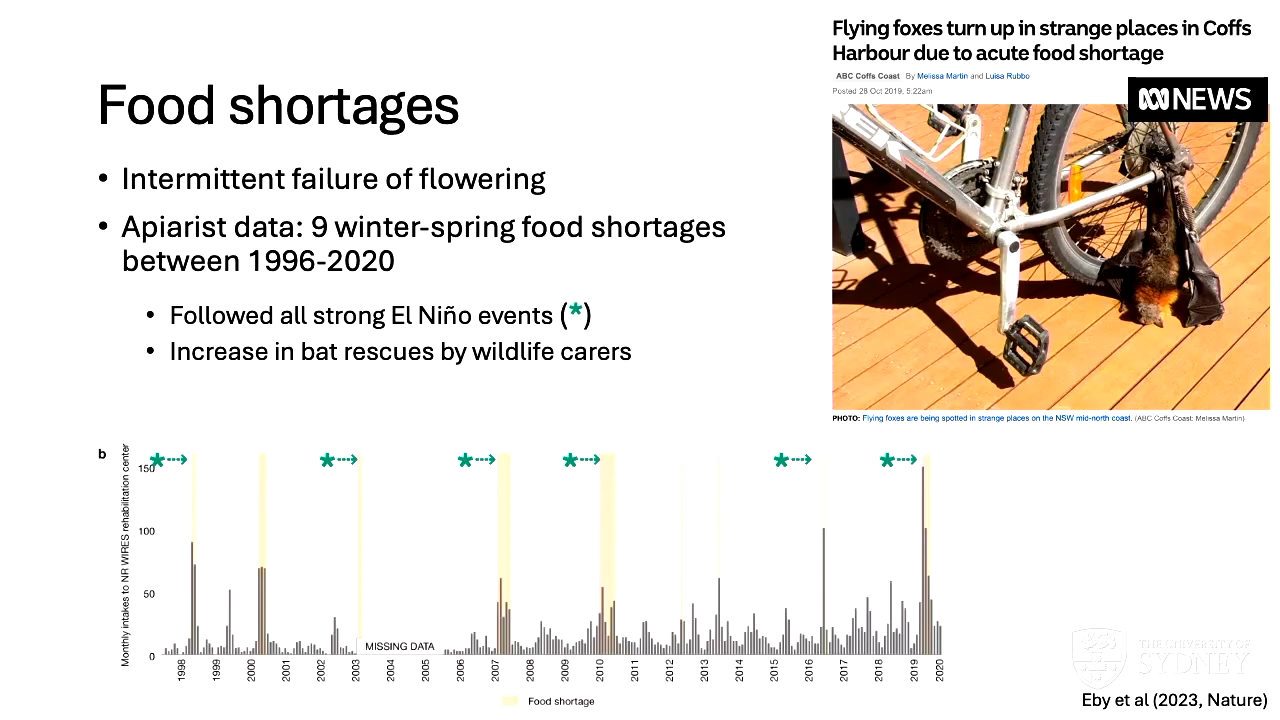 Flying foxes turn up in strange places in Coffs
Harbour due to acute food shortage
ABC Coffs Coast By Melissa Martin and Luisa Rubbo
Posted 28 Oct 2019, 5:22am
NEWS
Food shortages
• Intermittent failure of flowering
• Apiarist data: 9 winter-spring food shortages
between 1996-2020
• Followed all strong El Niño events (*)
• Increase in bat rescues by wildlife carers
PHOTO: Flying foxes are being spotted in strange places on the NSW mid-north coast. (ABC Coffs Coast: Melissa Martin)
b
Monthly intakes to NR WIRES rehabilitation center
150
100
50
0
MISSING DATA
1998 1999 2000 2001 2002 2003 2004 2005 2006 2007 2008 2009 2010 2011 2012 2013 2014 2015 2016 2017 2018 2019 2020
Food shortage
THE UNIVERSITY OF
SYDNEY
Eby et al (2023, Nature)